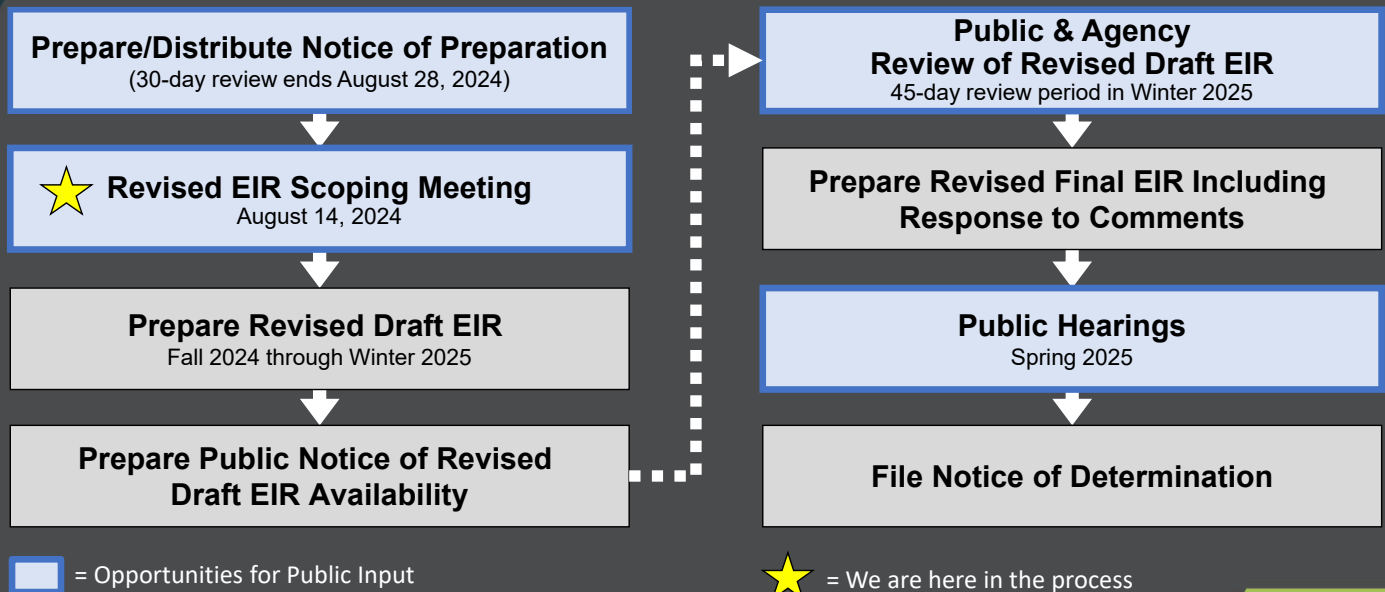 Prepare/Distribute Notice of Preparation
(30-day review ends August 28, 2024)
Revised EIR Scoping Meeting
August 14, 2024
Prepare Revised Draft EIR
Fall 2024 through Winter 2025
Prepare Public Notice of Revised
Draft EIR Availability
Public & Agency
Review of Revised Draft EIR
45-day review period in Winter 2025
Prepare Revised Final EIR Including
Response to Comments
Public Hearings
Spring 2025
File Notice of Determination
= Opportunities for Public Input
= We are here in the process